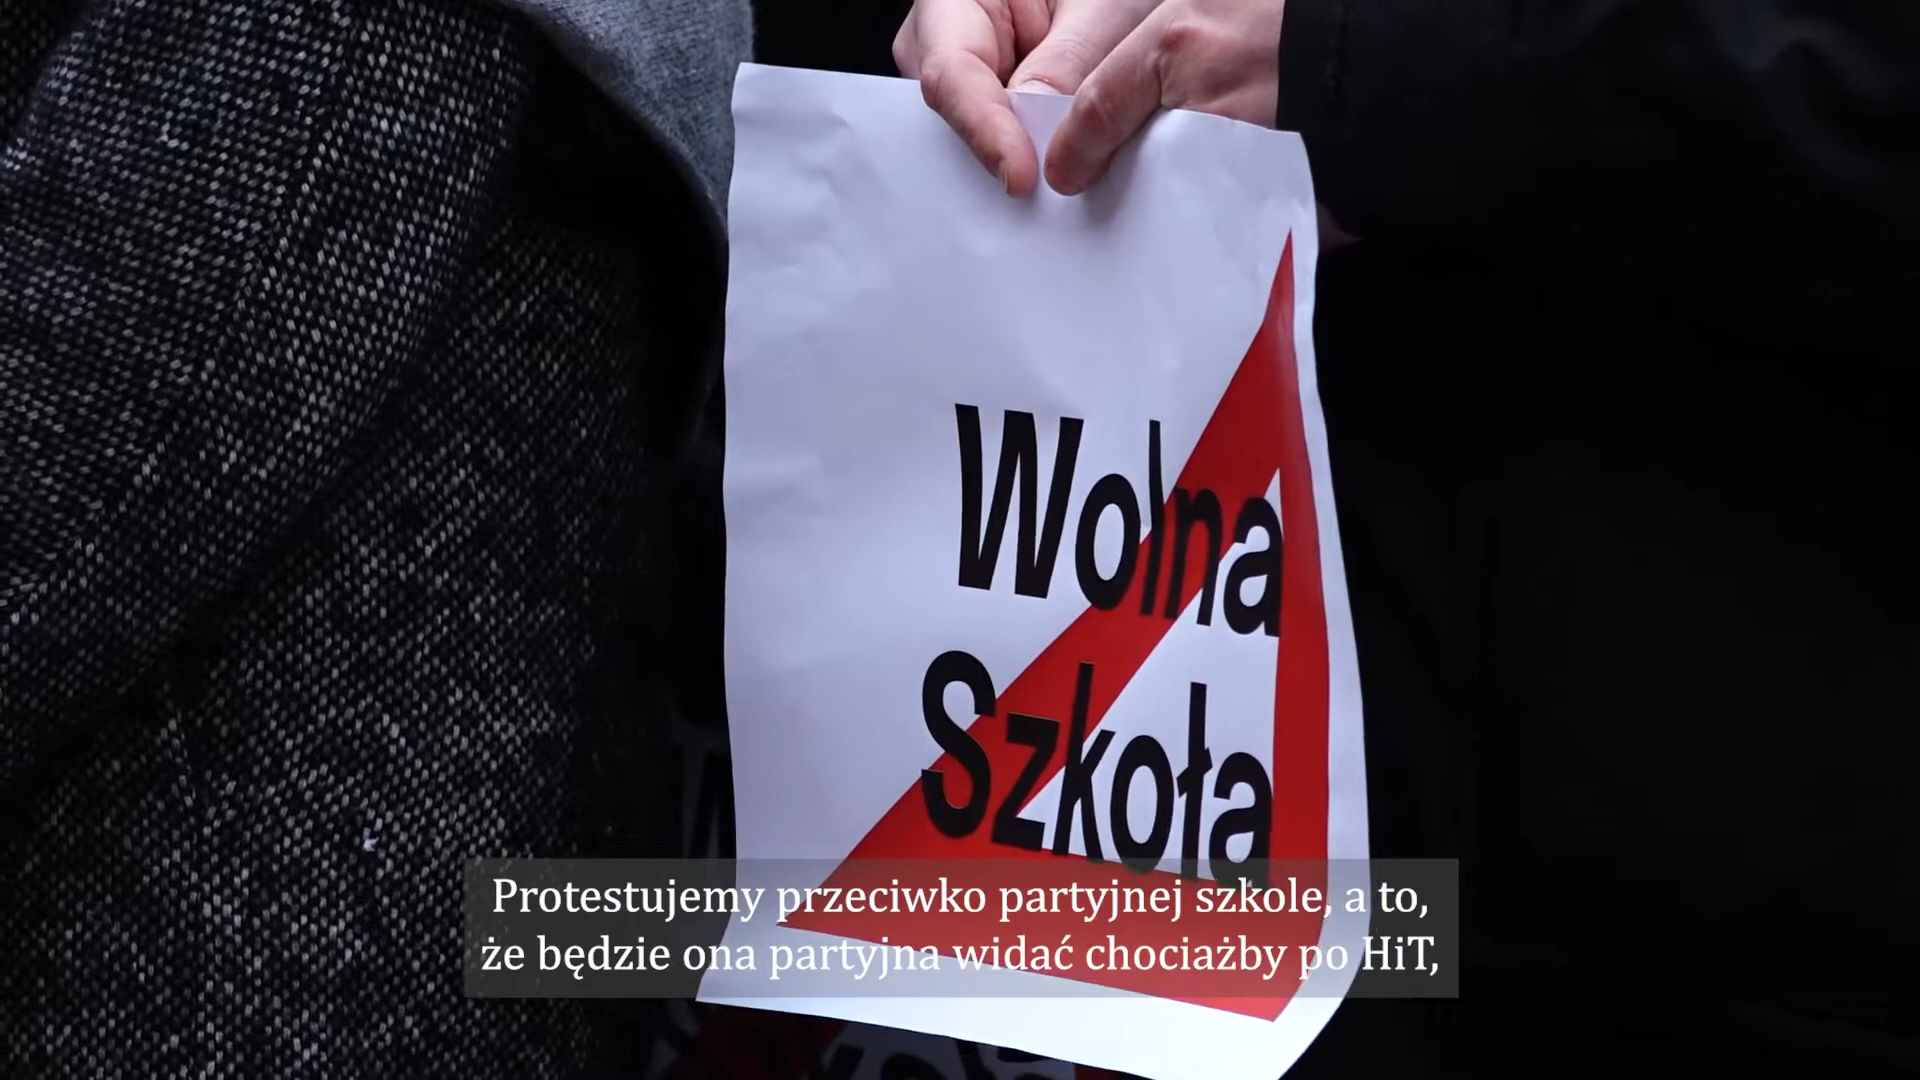 Wolna
Szkoła
Protestujemy przeciwko partyjnej szkole, a to,
że będzie ona partyjna widać chociażby po HiT,